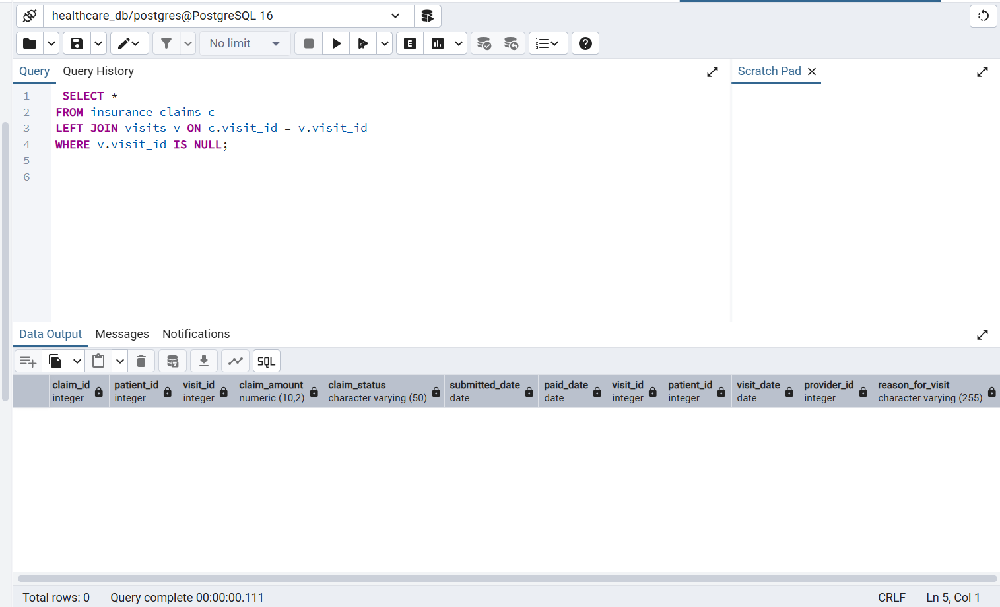 healthcare_db/postgres@PostgreSQL 16
No limit
E
Query Query History
Scratch Pad
1 SELECT *
2 FROM insurance_claims c
3 LEFT JOIN visits v ON c.visit_id = v.visit_id
4 WHERE v.visit_id IS NULL;
5
6
Data Output Messages Notifications
SQL
claim_id patient_id visit_id claim_amount claim_status submitted_date paid_date visit_id patient_id visit_date provider_id reason_for_visit
integer integer integer numeric (10,2) character varying (50) date date integer integer date integer character varying (255)
Total rows: 0 Query complete 00:00:00.111 CRLF Ln 5, Col 1